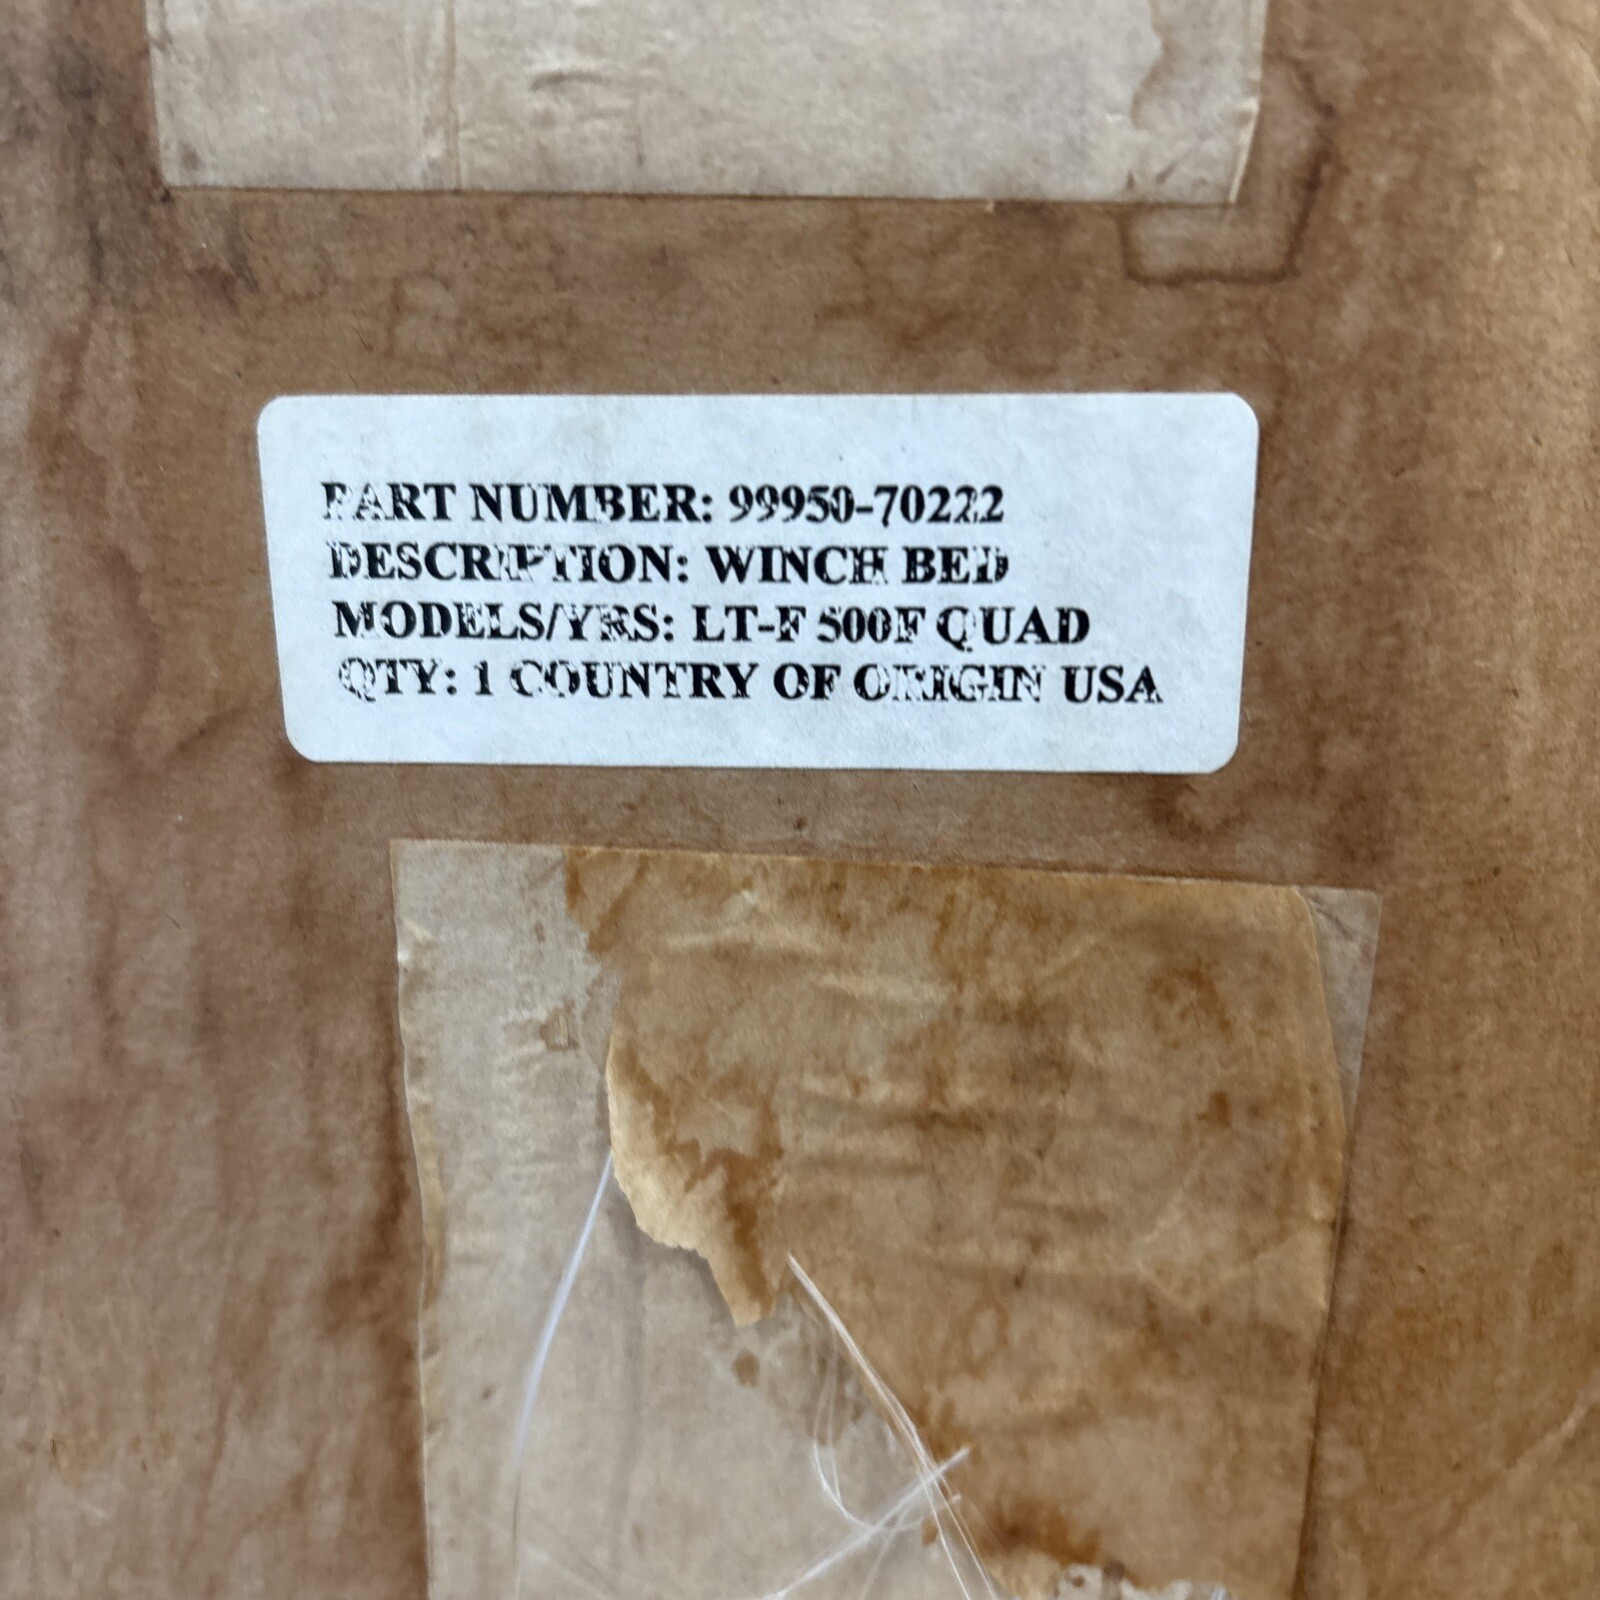 PART NUMBER: 99950-70222
DESCRIPTION: WINCH BED
MODELS/YRS: LT-F 500F QUAD
QTY: 1 COUNTRY OF ORIGIN USA